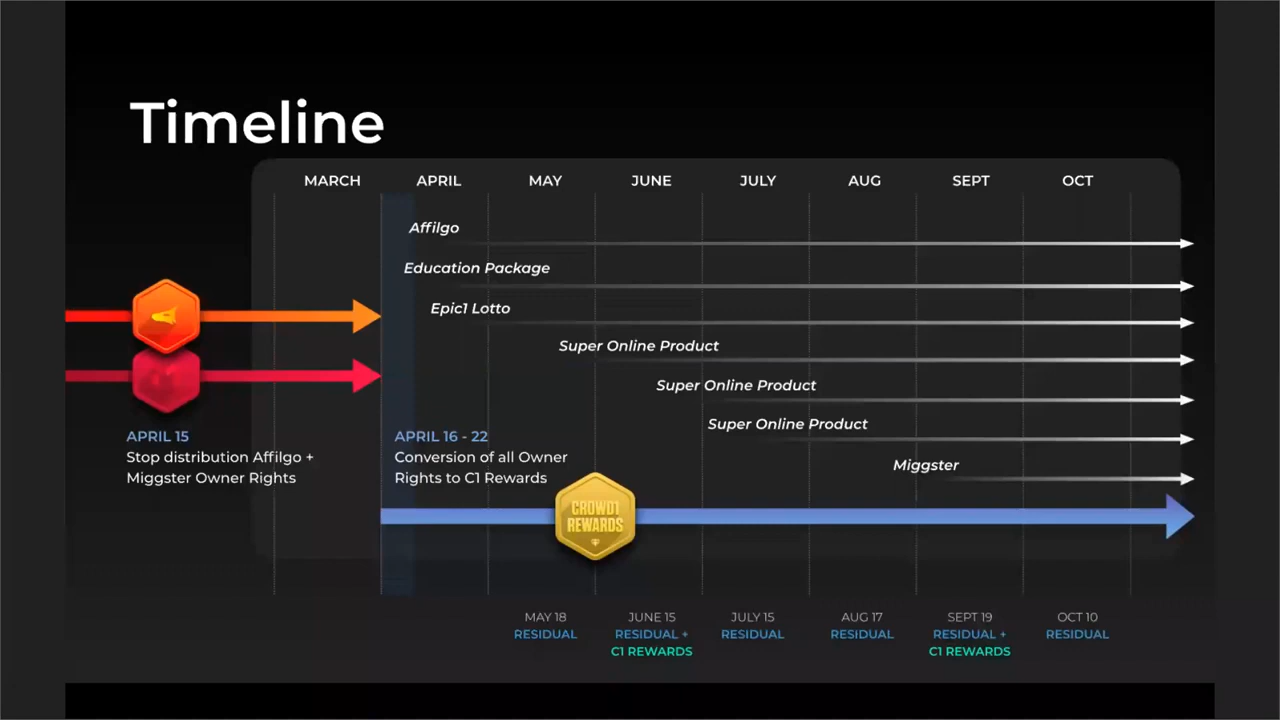 Timeline
MARCH
APRIL
MAY
JUNE
JULY
AUG
SEPT
OCT
Affilgo
Education Package
Epic1 Lotto
Super Online Product
Super Online Product
Super Online Product
Miggster
APRIL 15
Stop distribution Affilgo +
Miggster Owner Rights
APRIL 16 - 22
Conversion of all Owner
Rights to C1 Rewards
CROWD1
REWARDS
MAY 18
RESIDUAL
JUNE 15
RESIDUAL +
C1 REWARDS
JULY 15
RESIDUAL
AUG 17
RESIDUAL
SEPT 19
RESIDUAL +
C1 REWARDS
OCT 10
RESIDUAL